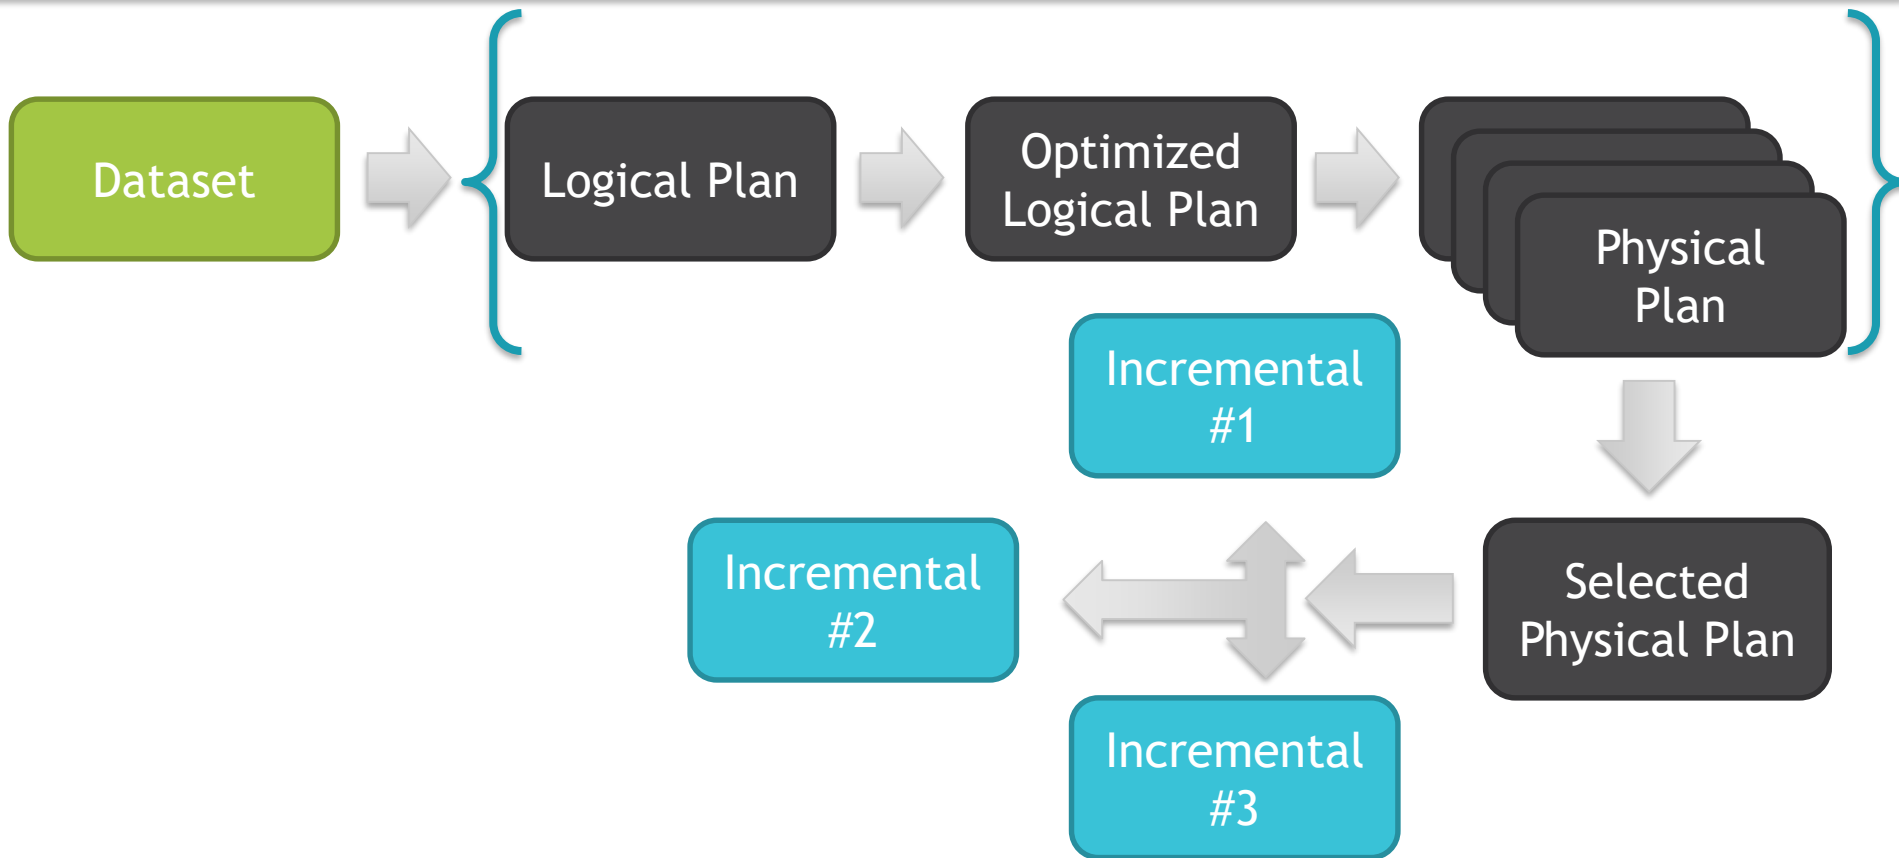 Dataset
Logical Plan
Optimized
Logical Plan
Physical
Plan
Incremental
#1
Incremental
#2
Selected
Physical Plan
Incremental
#3